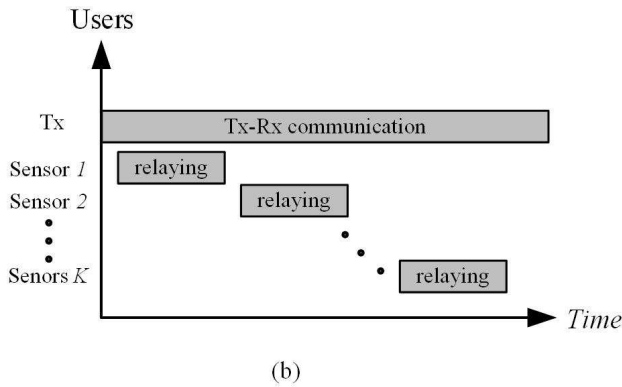 Users
Tx
Tx-Rx communication
Sensor 1
relaying
Sensor 2
relaying
Senors K
relaying
Time
(b)